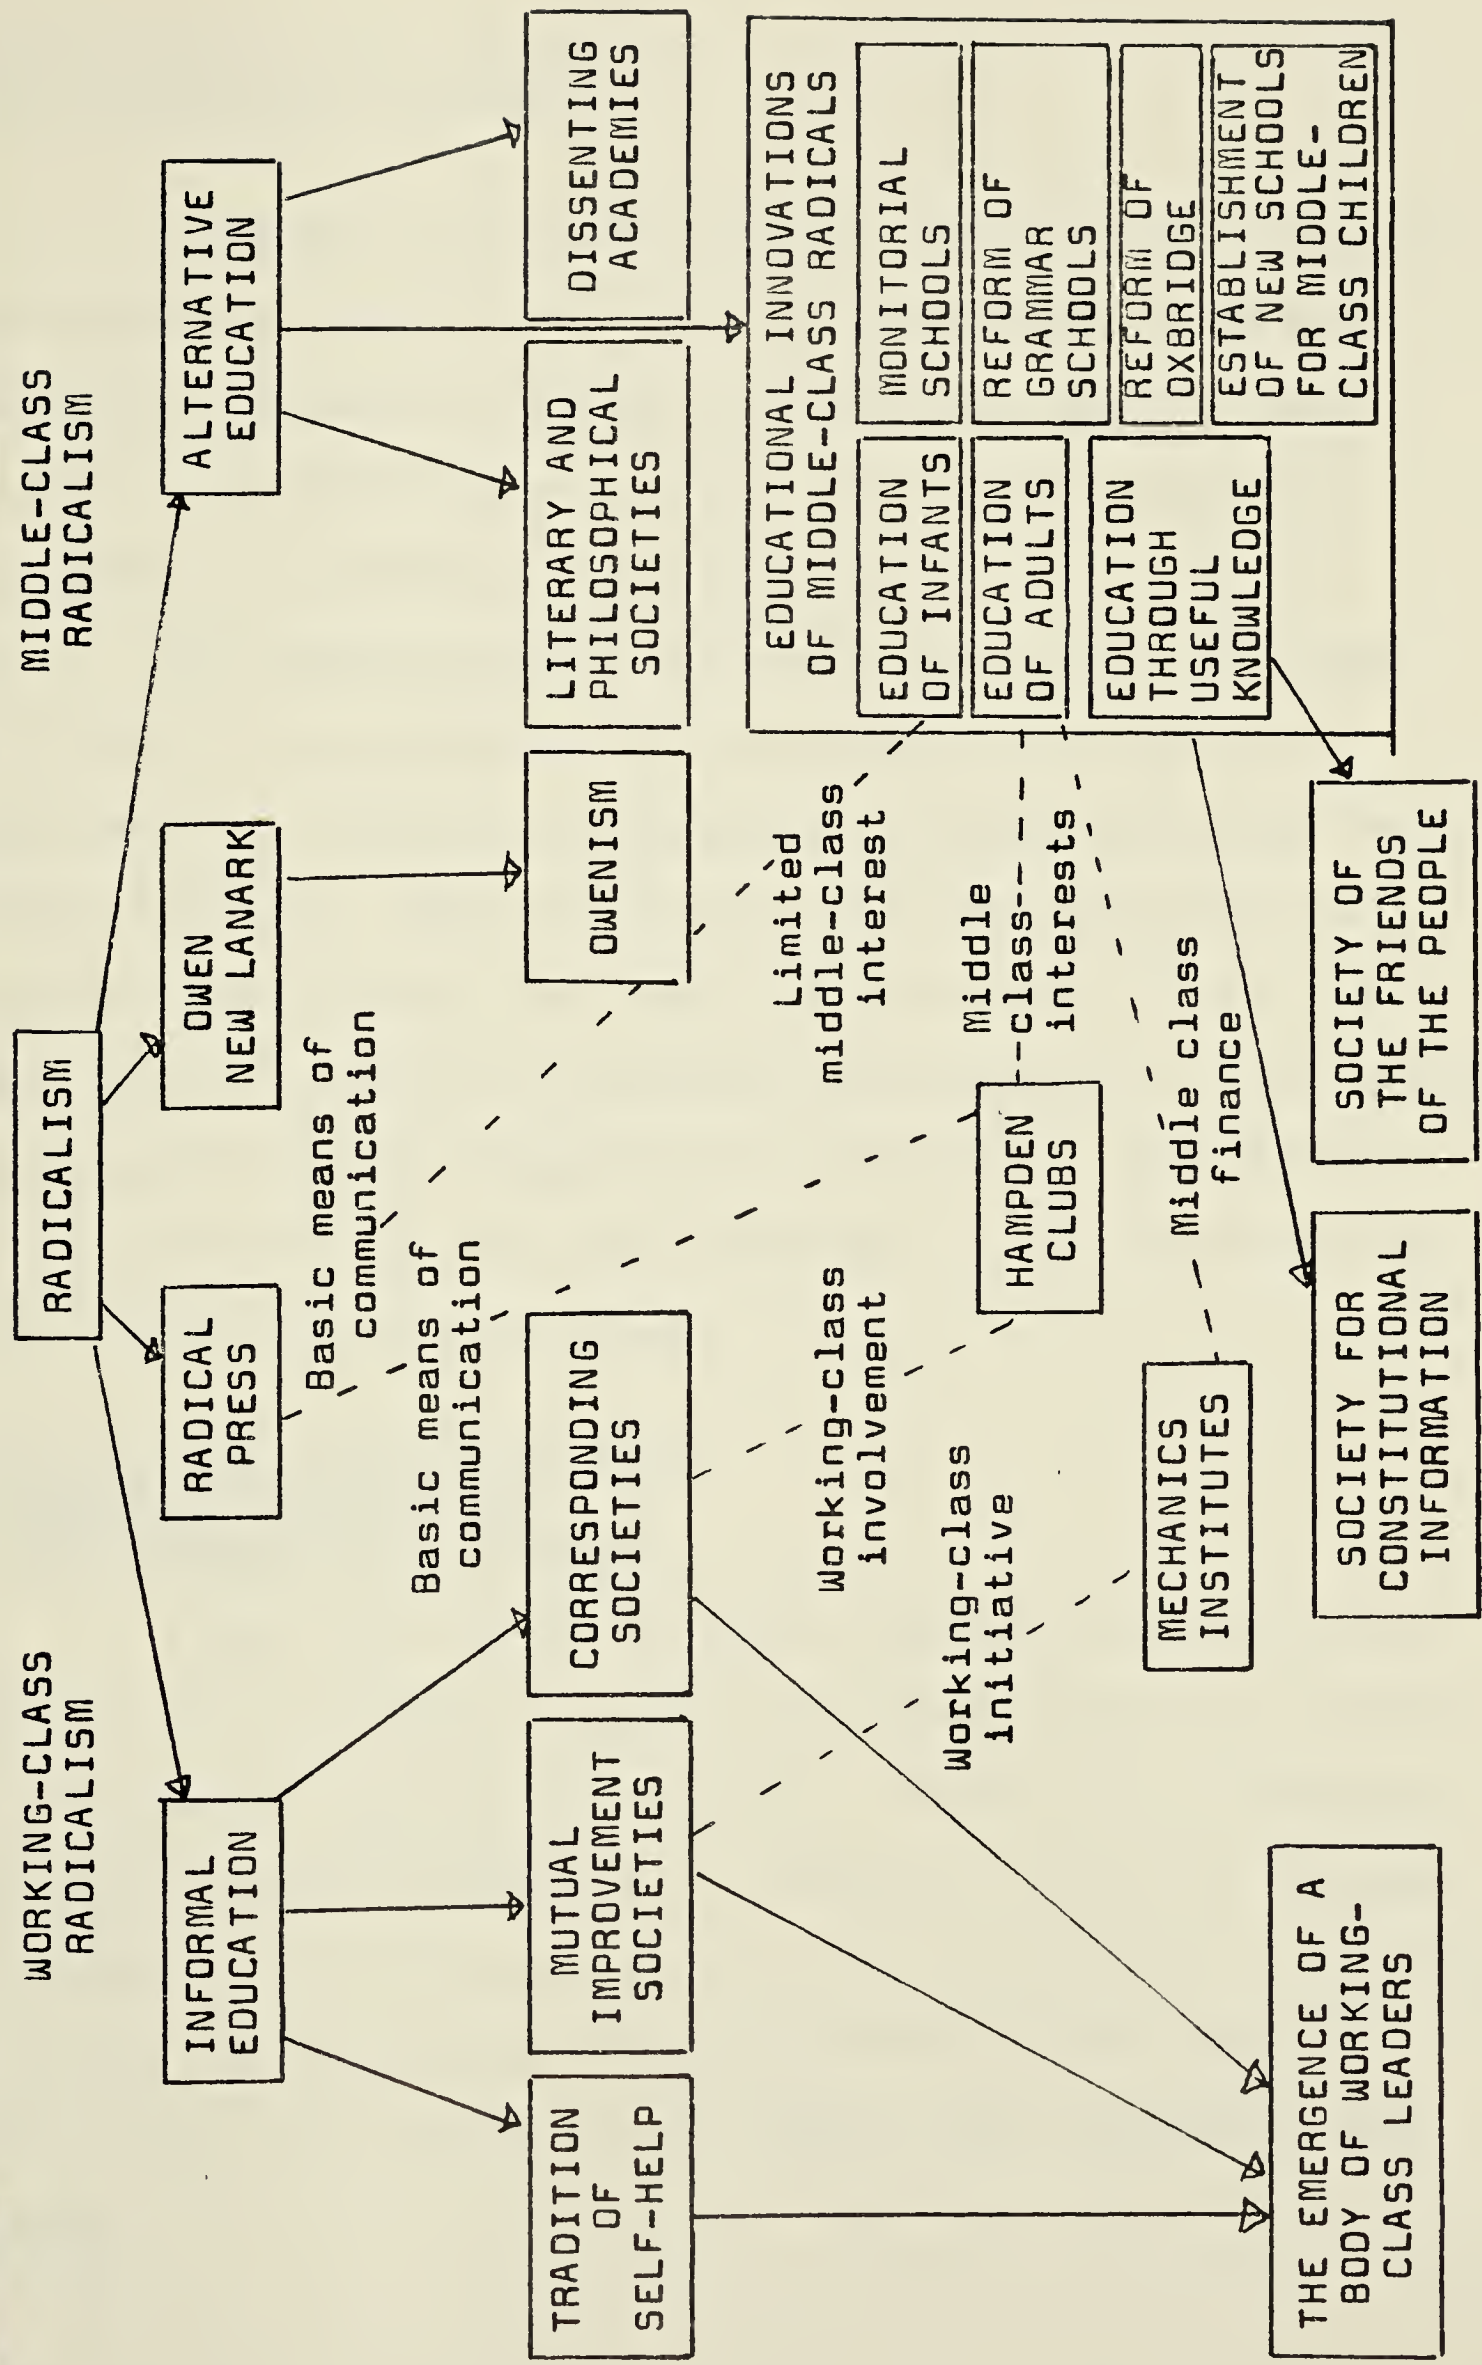 WORKING-CLASS
RADICALISM
MIDDLE-CLASS
RADICALISM
RADICALISM
INFORMAL
EDUCATION
RADICAL
PRESS
OWEN
NEW LANARK
ALTERNATIVE
EDUCATION
Basic means of
communication
Basic means of
communication
TRADITION
OF
SELF-HELP
MUTUAL
IMPROVEMENT
SOCIETIES
CORRESPONDING
SOCIETIES
OWENISM
LITERARY AND
PHILOSOPHICAL
SOCIETIES
DISSENTING
ACADEMIES
EDUCATIONAL INNOVATIONS
OF MIDDLE-CLASS RADICALS
EDUCATION
OF INFANTS
MONITORIAL
SCHOOLS
EDUCATION
OF ADULTS
REFORM OF
GRAMMAR
SCHOOLS
EDUCATION
THROUGH
USEFUL
KNOWLEDGE
REFORM OF
OXBRIDGE
ESTABLISHMENT
OF NEW SCHOOLS
FOR MIDDLE-
CLASS CHILDREN
Limited
middle-class
interest
Working-class
involvement
Middle
class
interests
HAMPDEN
CLUBS
Working-class
initiative
Middle class
finance
MECHANICS
INSTITUTES
THE EMERGENCE OF A
BODY OF WORKING-
CLASS LEADERS
SOCIETY FOR
CONSTITUTIONAL
INFORMATION
SOCIETY OF
THE FRIENDS
OF THE PEOPLE